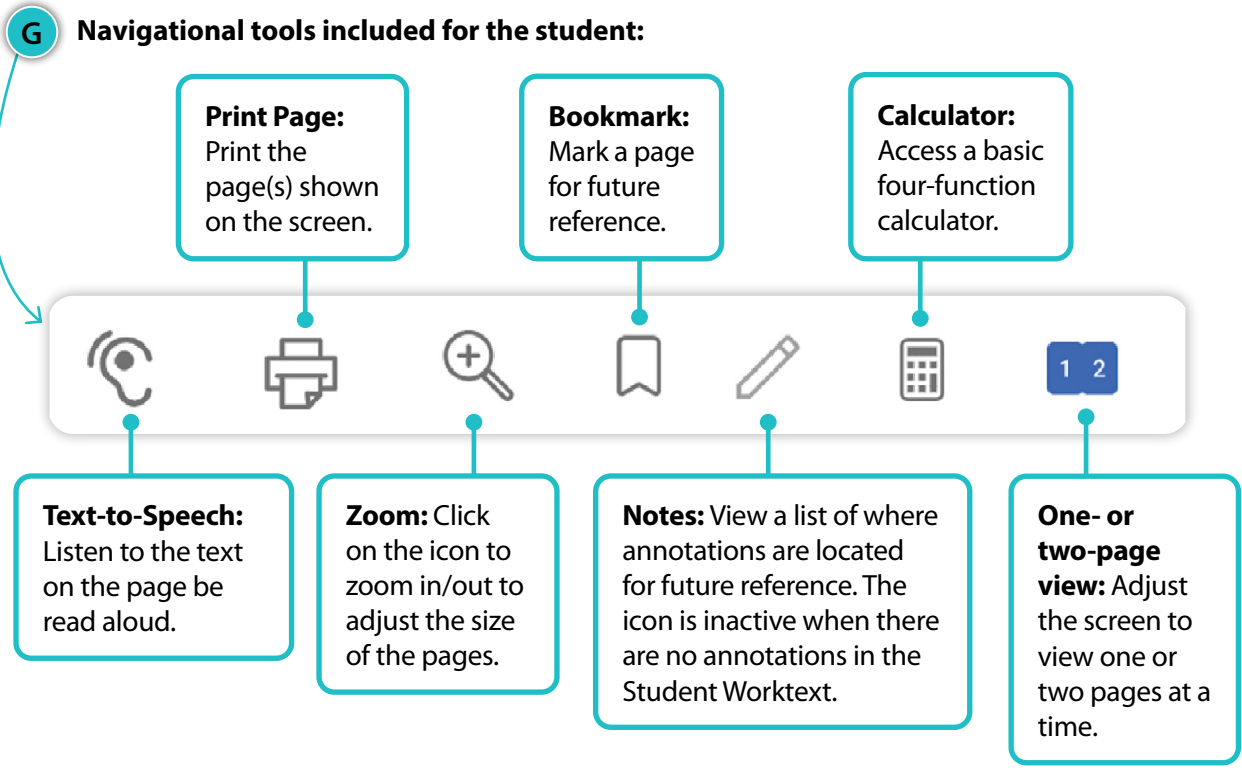 G
Navigational tools included for the student:
Print Page:
Print the
page(s) shown
on the screen.
Bookmark:
Mark a page
for future
reference.
Calculator:
Access a basic
four-function
calculator.
1 2
Text-to-Speech:
Listen to the text
on the page be
read aloud.
Zoom: Click
on the icon to
zoom in/out to
adjust the size
of the pages.
Notes: View a list of where
annotations are located
for future reference. The
icon is inactive when there
are no annotations in the
Student Worktext.
One- or
two-page
view: Adjust
the screen to
view one or
two pages at a
time.